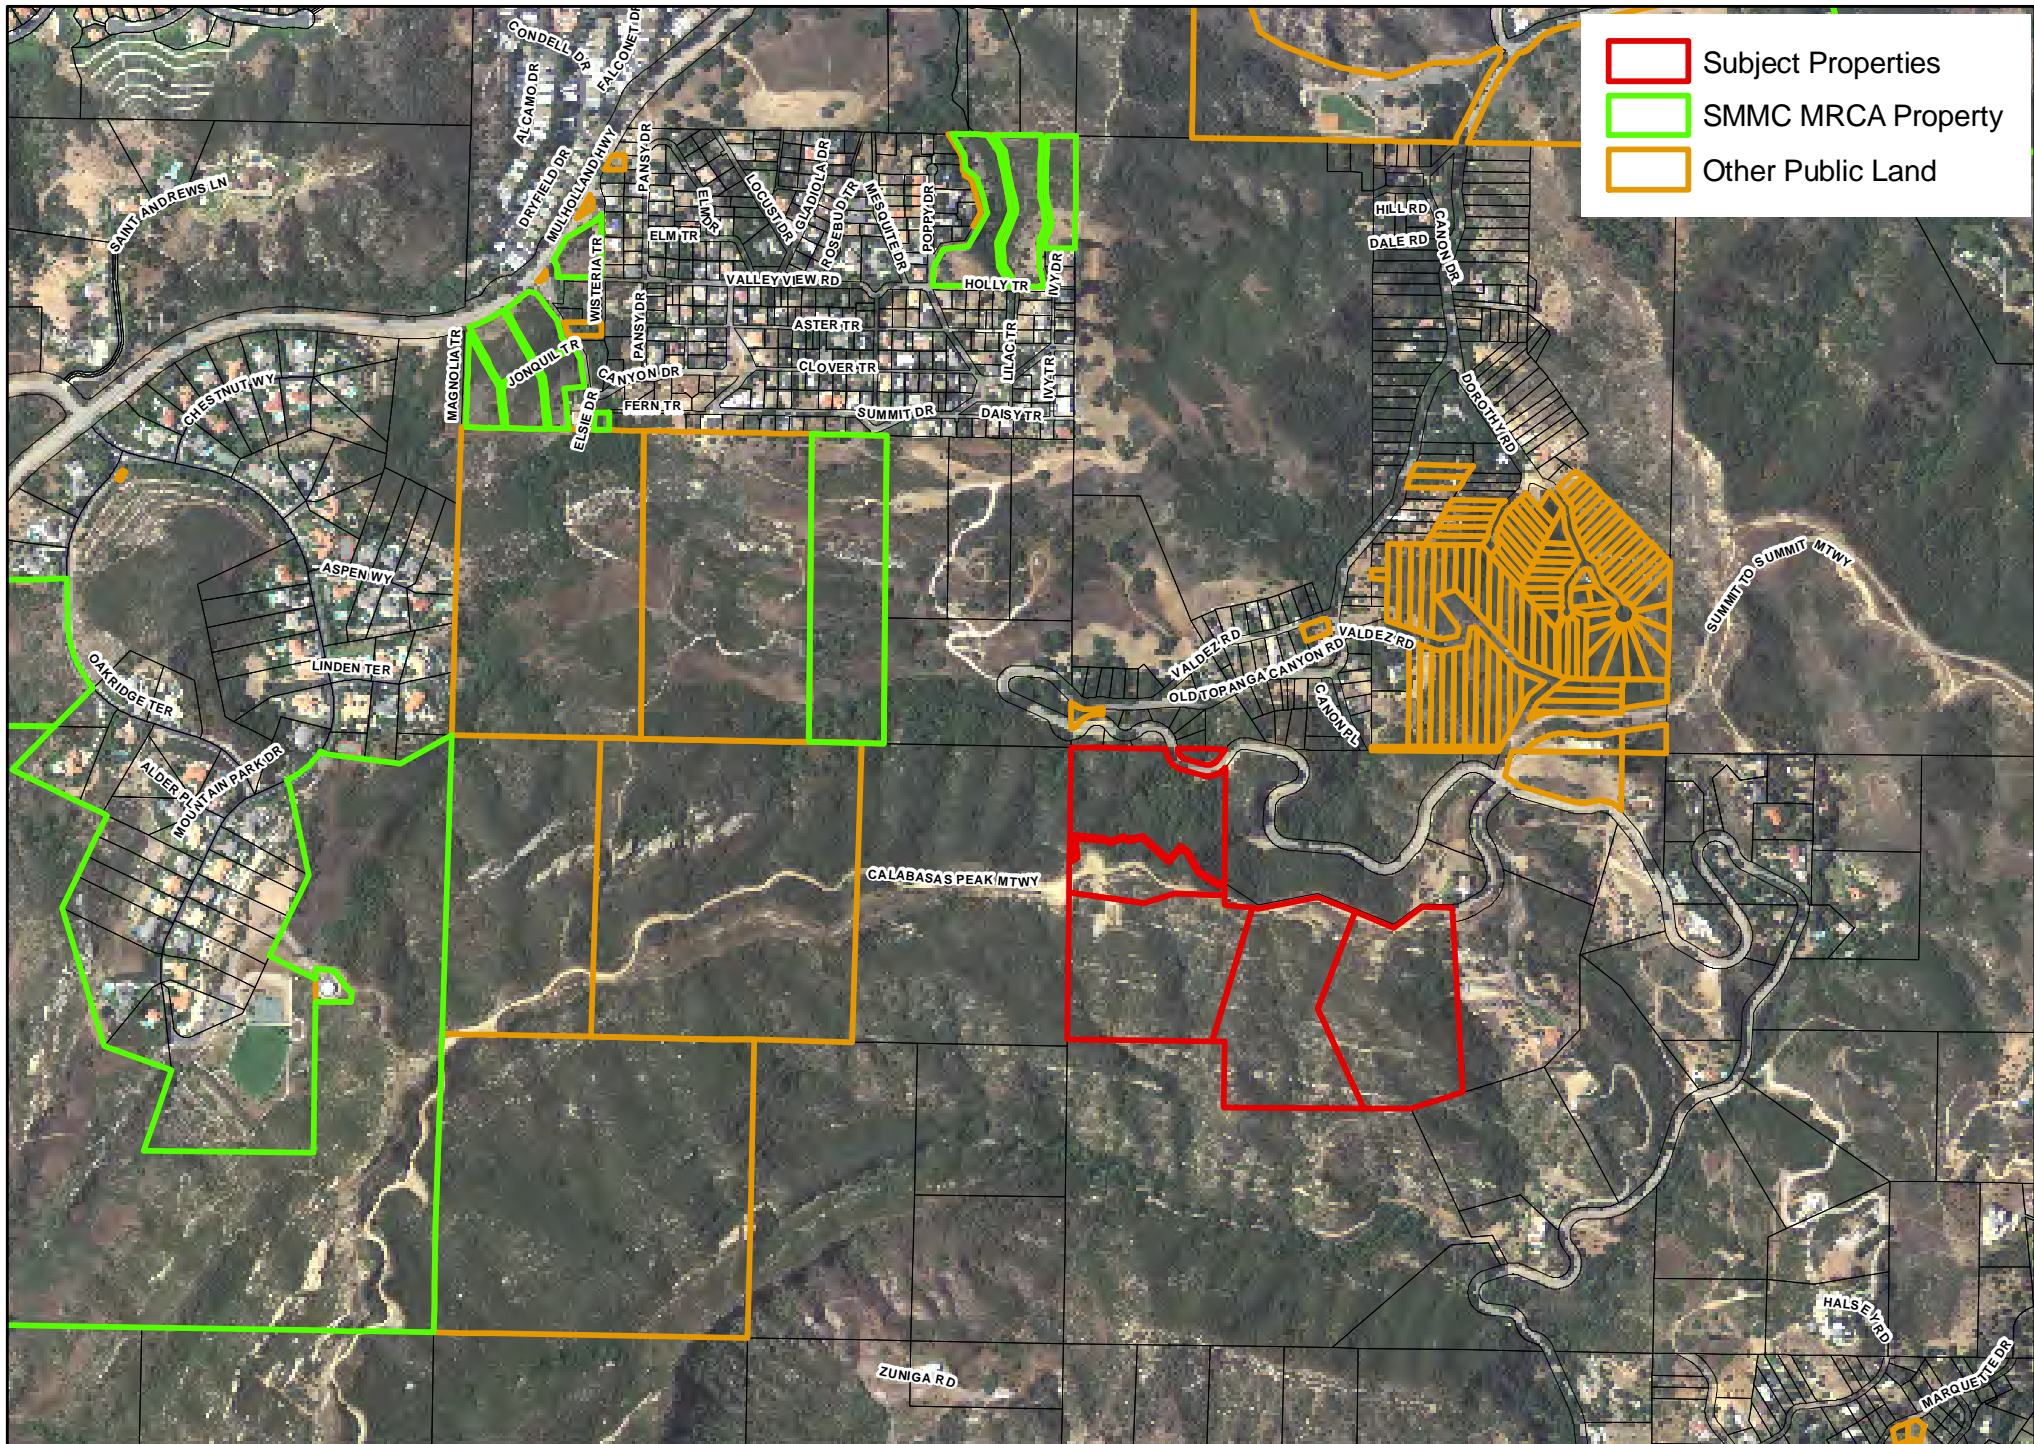 Subject Properties
SMMC MRCA Property
Other Public Land
CONDELL DR
FALCONET DR
ALCAMO DR
DRYFIELD DR
MULHOLLAND HWY
PANSY DR
ELM DR
LOCUST DR
GLADIOLA DR
ROSEBUD TR
MESQUITE DR
POPPY DR
SAINT ANDREWS LN
ELM TR
WISTERIA TR
VALLEY VIEW RD
HOLLY TR
IVY DR
HILL RD
DALE RD
CANON DR
MAGNOLIA TR
JONQUIL TR
PANSY DR
ASTER TR
CLOVER TR
LILAC TR
IVY TR
CHESTNUT WY
CANYON DR
FERN TR
ELSIE DR
SUMMIT DR
DAISY TR
DOROTHY RD
ASPEN WY
SUMMIT TO SUMMIT MTWY
LINDEN TER
OAKRIDGE TER
VALDEZ RD
VALDEZ RD
OLD TOPANGA CANYON RD
CANON PL
ALDER PL
MOUNTAIN PARK DR
CALABASAS PEAK MTWY
HALSEY RD
ZUNIGA RD
MARQUETTE DR